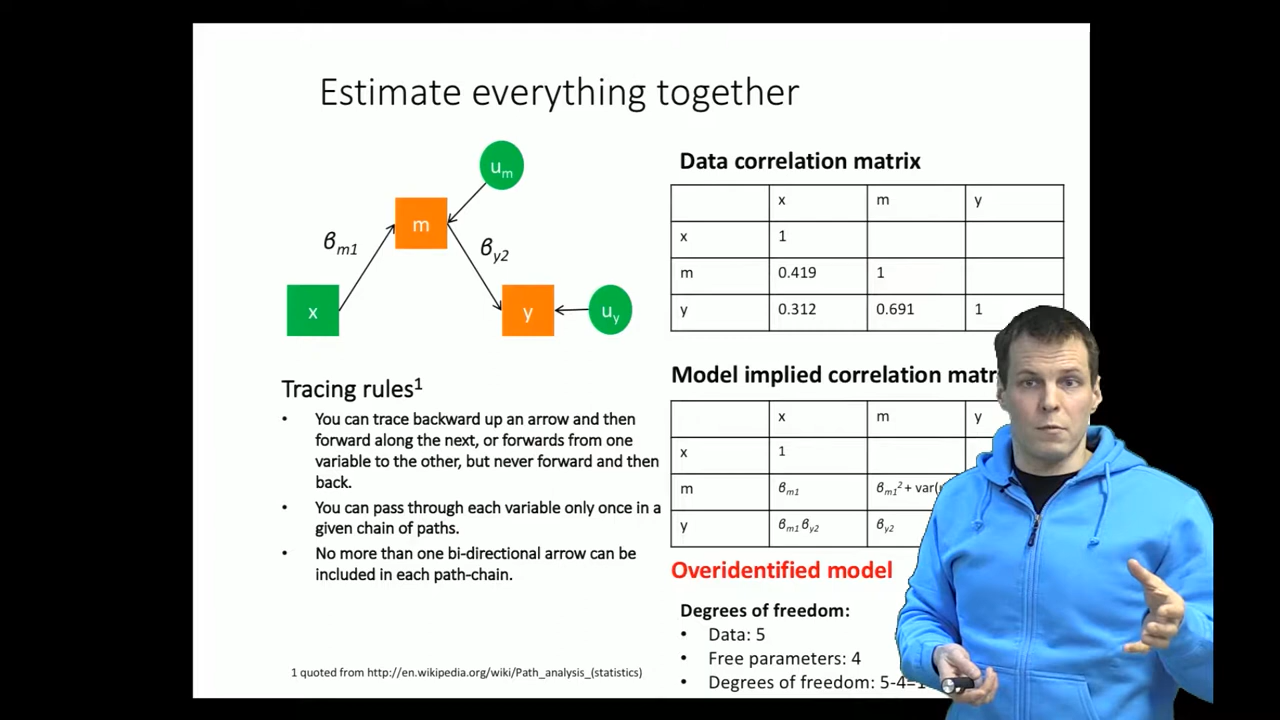 Estimate everything together
u_m
m
β_m1
β_y2
x
y
u_y
Tracing rules¹
• You can trace backward up an arrow and then
forward along the next, or forwards from one
variable to the other, but never forward and then
back.
• You can pass through each variable only once in a
given chain of paths.
• No more than one bi-directional arrow can be
included in each path-chain.
1 quoted from http://en.wikipedia.org/wiki/Path_analysis_(statistics)
Data correlation matrix
x m y
x 1
m 0.419 1
y 0.312 0.691 1
Model implied correlation
x m y
x 1
m β_m1 β_m1² + var(
y β_m1 β_y2 β_y2
Overidentified model
Degrees of freedom:
• Data: 5
• Free parameters: 4
• Degrees of freedom: 5-4=1